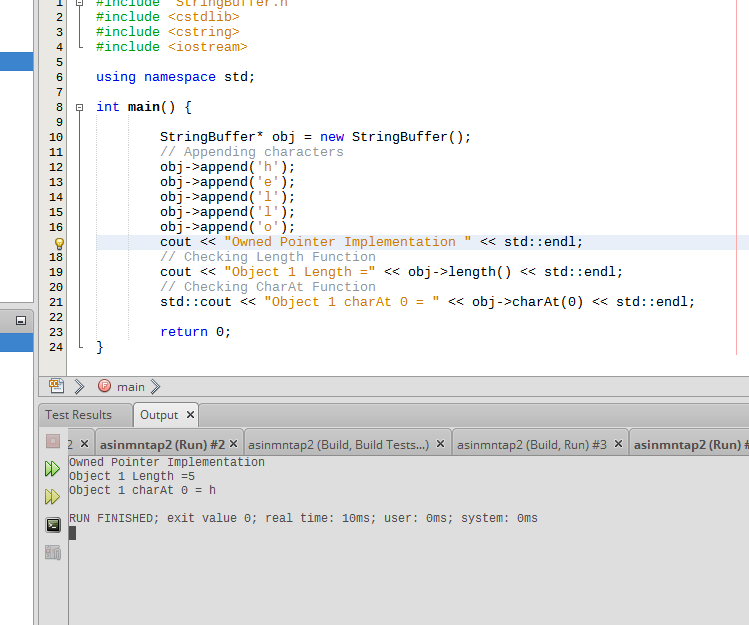 1 #include "StringBuffer.h"
2 #include <cstdlib>
3 #include <cstring>
4 #include <iostream>
5
6 using namespace std;
7
8 int main() {
9
10 StringBuffer* obj = new StringBuffer();
11 // Appending characters
12 obj->append('h');
13 obj->append('e');
14 obj->append('l');
15 obj->append('l');
16 obj->append('o');
cout << "Owned Pointer Implementation " << std::endl;
18 // Checking Length Function
19 cout << "Object 1 Length =" << obj->length() << std::endl;
20 // Checking CharAt Function
21 std::cout << "Object 1 charAt 0 = " << obj->charAt(0) << std::endl;
22
23 return 0;
24 }
main
Test Results Output
2 asinmntap2 (Run) #2 asinmntap2 (Build, Build Tests...) asinmntap2 (Build, Run) #3 asinmntap2 (Run) #
Owned Pointer Implementation
Object 1 Length =5
Object 1 charAt 0 = h
RUN FINISHED; exit value 0; real time: 10ms; user: 0ms; system: 0ms